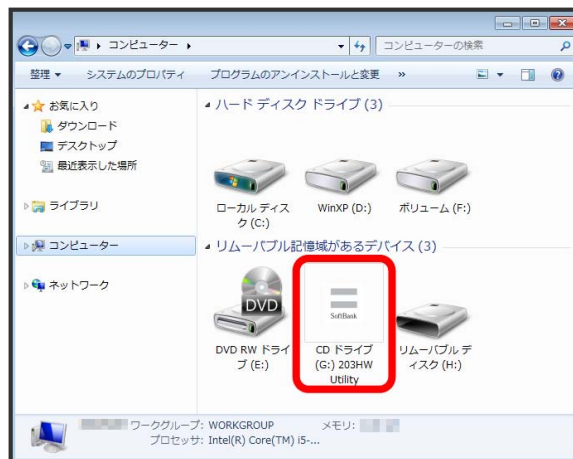 コンピューター
コンピューターの検索
整理 システムのプロパティ プログラムのアンインストールと変更 »
お気に入り
ダウンロード
デスクトップ
最近表示した場所
ライブラリ
コンピューター
ネットワーク
ハード ディスク ドライブ (3)
ローカル ディス
ク (C:)
WinXP (D:)
ボリューム (F:)
リムーバブル記憶域があるデバイス (3)
DVD
DVD RW ドライ
ブ (E:)
SoftBank
CD ドライブ
(G:) 203HW
Utility
リムーバブル デ
ィスク (H:)
ワークグループ: WORKGROUP メモリ:
プロセッサ: Intel(R) Core(TM) i5-...